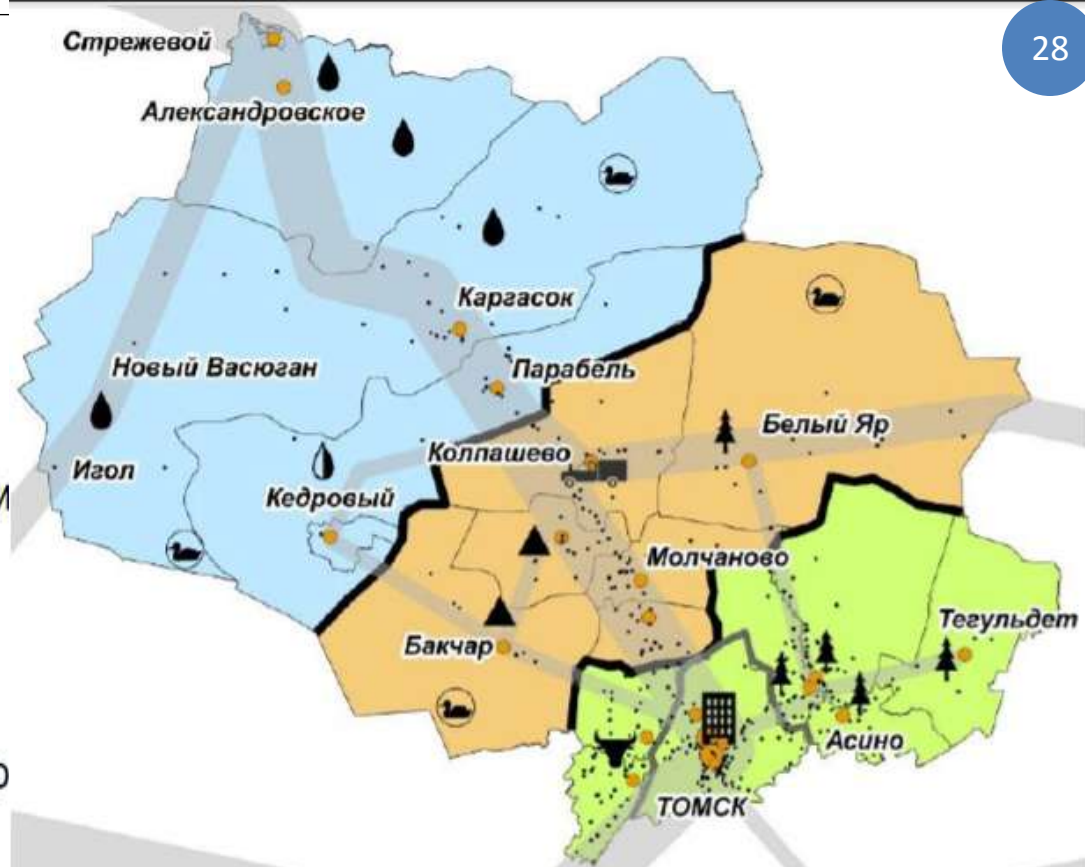 28
Стрежевой
Александровское
Каргасок
Новый Васюган
Парабель
Белый Яр
Колпашево
Игол
Кедровый
Молчаново
Тегульдет
Бакчар
Асино
ТОМСК